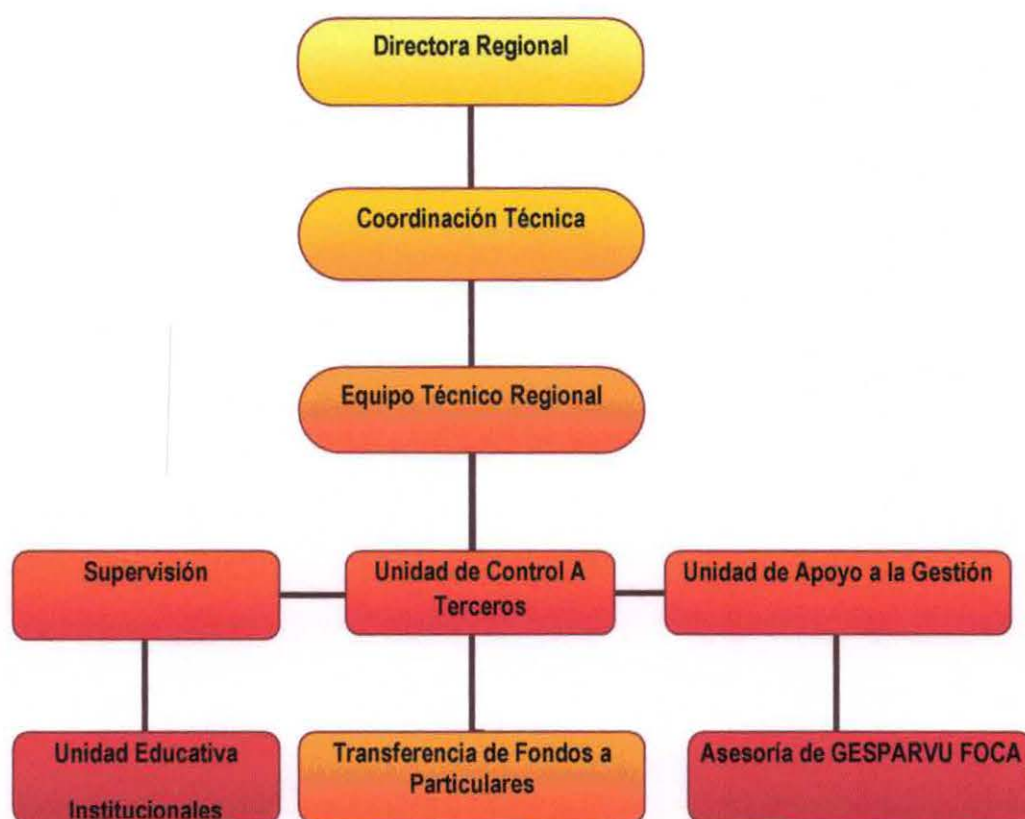 Directora Regional
Coordinación Técnica
Equipo Técnico Regional
Supervisión
Unidad de Control A
Terceros
Unidad de Apoyo a la Gestión
Unidad Educativa
Institucionales
Transferencia de Fondos a
Particulares
Asesoría de GESPARVU FOCA